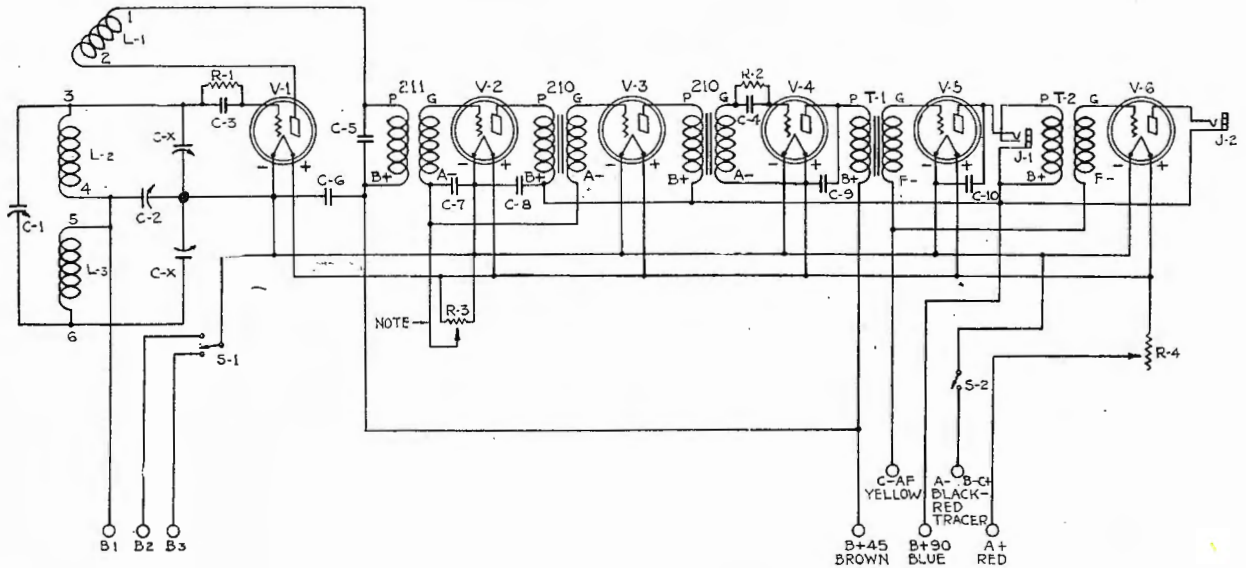 1
L-1
2
R-1
V-1
C-3
3
L-2
4
C-X
C-1
C-2
C-6
5
L-3
6
C-X
S-1
C-5
211
P
G
B+
A-
V-2
C-7
C-8
210
P
G
B+
A-
V-3
210
P
G
B+
A-
R-2
C-4
V-4
C-9
T-1
P
G
B+
F-
V-5
C-10
J-1
T-2
P
G
B+
F-
V-6
J-2
NOTE
R-3
R-4
S-2
B1
B2
B3
C-AF
YELLOW
A- B-C+
BLACK-
RED
TRACER
B+45
BROWN
B+90
BLUE
A+
RED
- +
- +
- +
- +
- +
- +